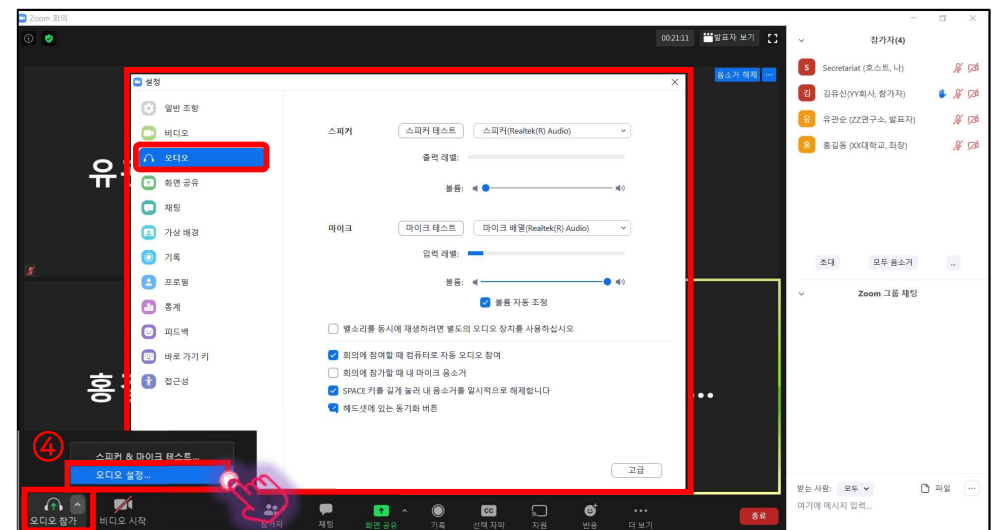 Zoom 회의
00:21:11 발표자 보기
참가자(4)
음소거 해제 ...
S Secretariat (호스트, 나)
김 김유신(YY회사, 참가자)
유 유관순 (ZZ연구소, 발표자)
홍 홍길동 (XX대학교, 좌장)
초대 모두 음소거 ...
Zoom 그룹 채팅
받는 사람: 모두 파일 ...
여기에 메시지 입력...
설정
일반 조항
비디오
오디오
화면 공유
채팅
가상 배경
기록
프로필
통계
피드백
바로 가기 키
접근성
스피커 스피커 테스트 스피커(Realtek(R) Audio)
출력 레벨:
볼륨:
마이크 마이크 테스트 마이크 배열(Realtek(R) Audio)
입력 레벨:
볼륨:
볼륨 자동 조정
벨소리를 동시에 재생하려면 별도의 오디오 장치를 사용하십시오
회의에 참여할 때 컴퓨터로 자동 오디오 참여
회의에 참가할 때 내 마이크 음소거
SPACE 키를 길게 눌러 내 음소거를 일시적으로 해제합니다
헤드셋에 있는 동기화 버튼
고급
유
홍
...
④
스피커 & 마이크 테스트...
오디오 설정...
오디오 참가 비디오 시작 참가자 채팅 화면 공유 기록 선택 자막 지원 반응 더 보기 종료
CC